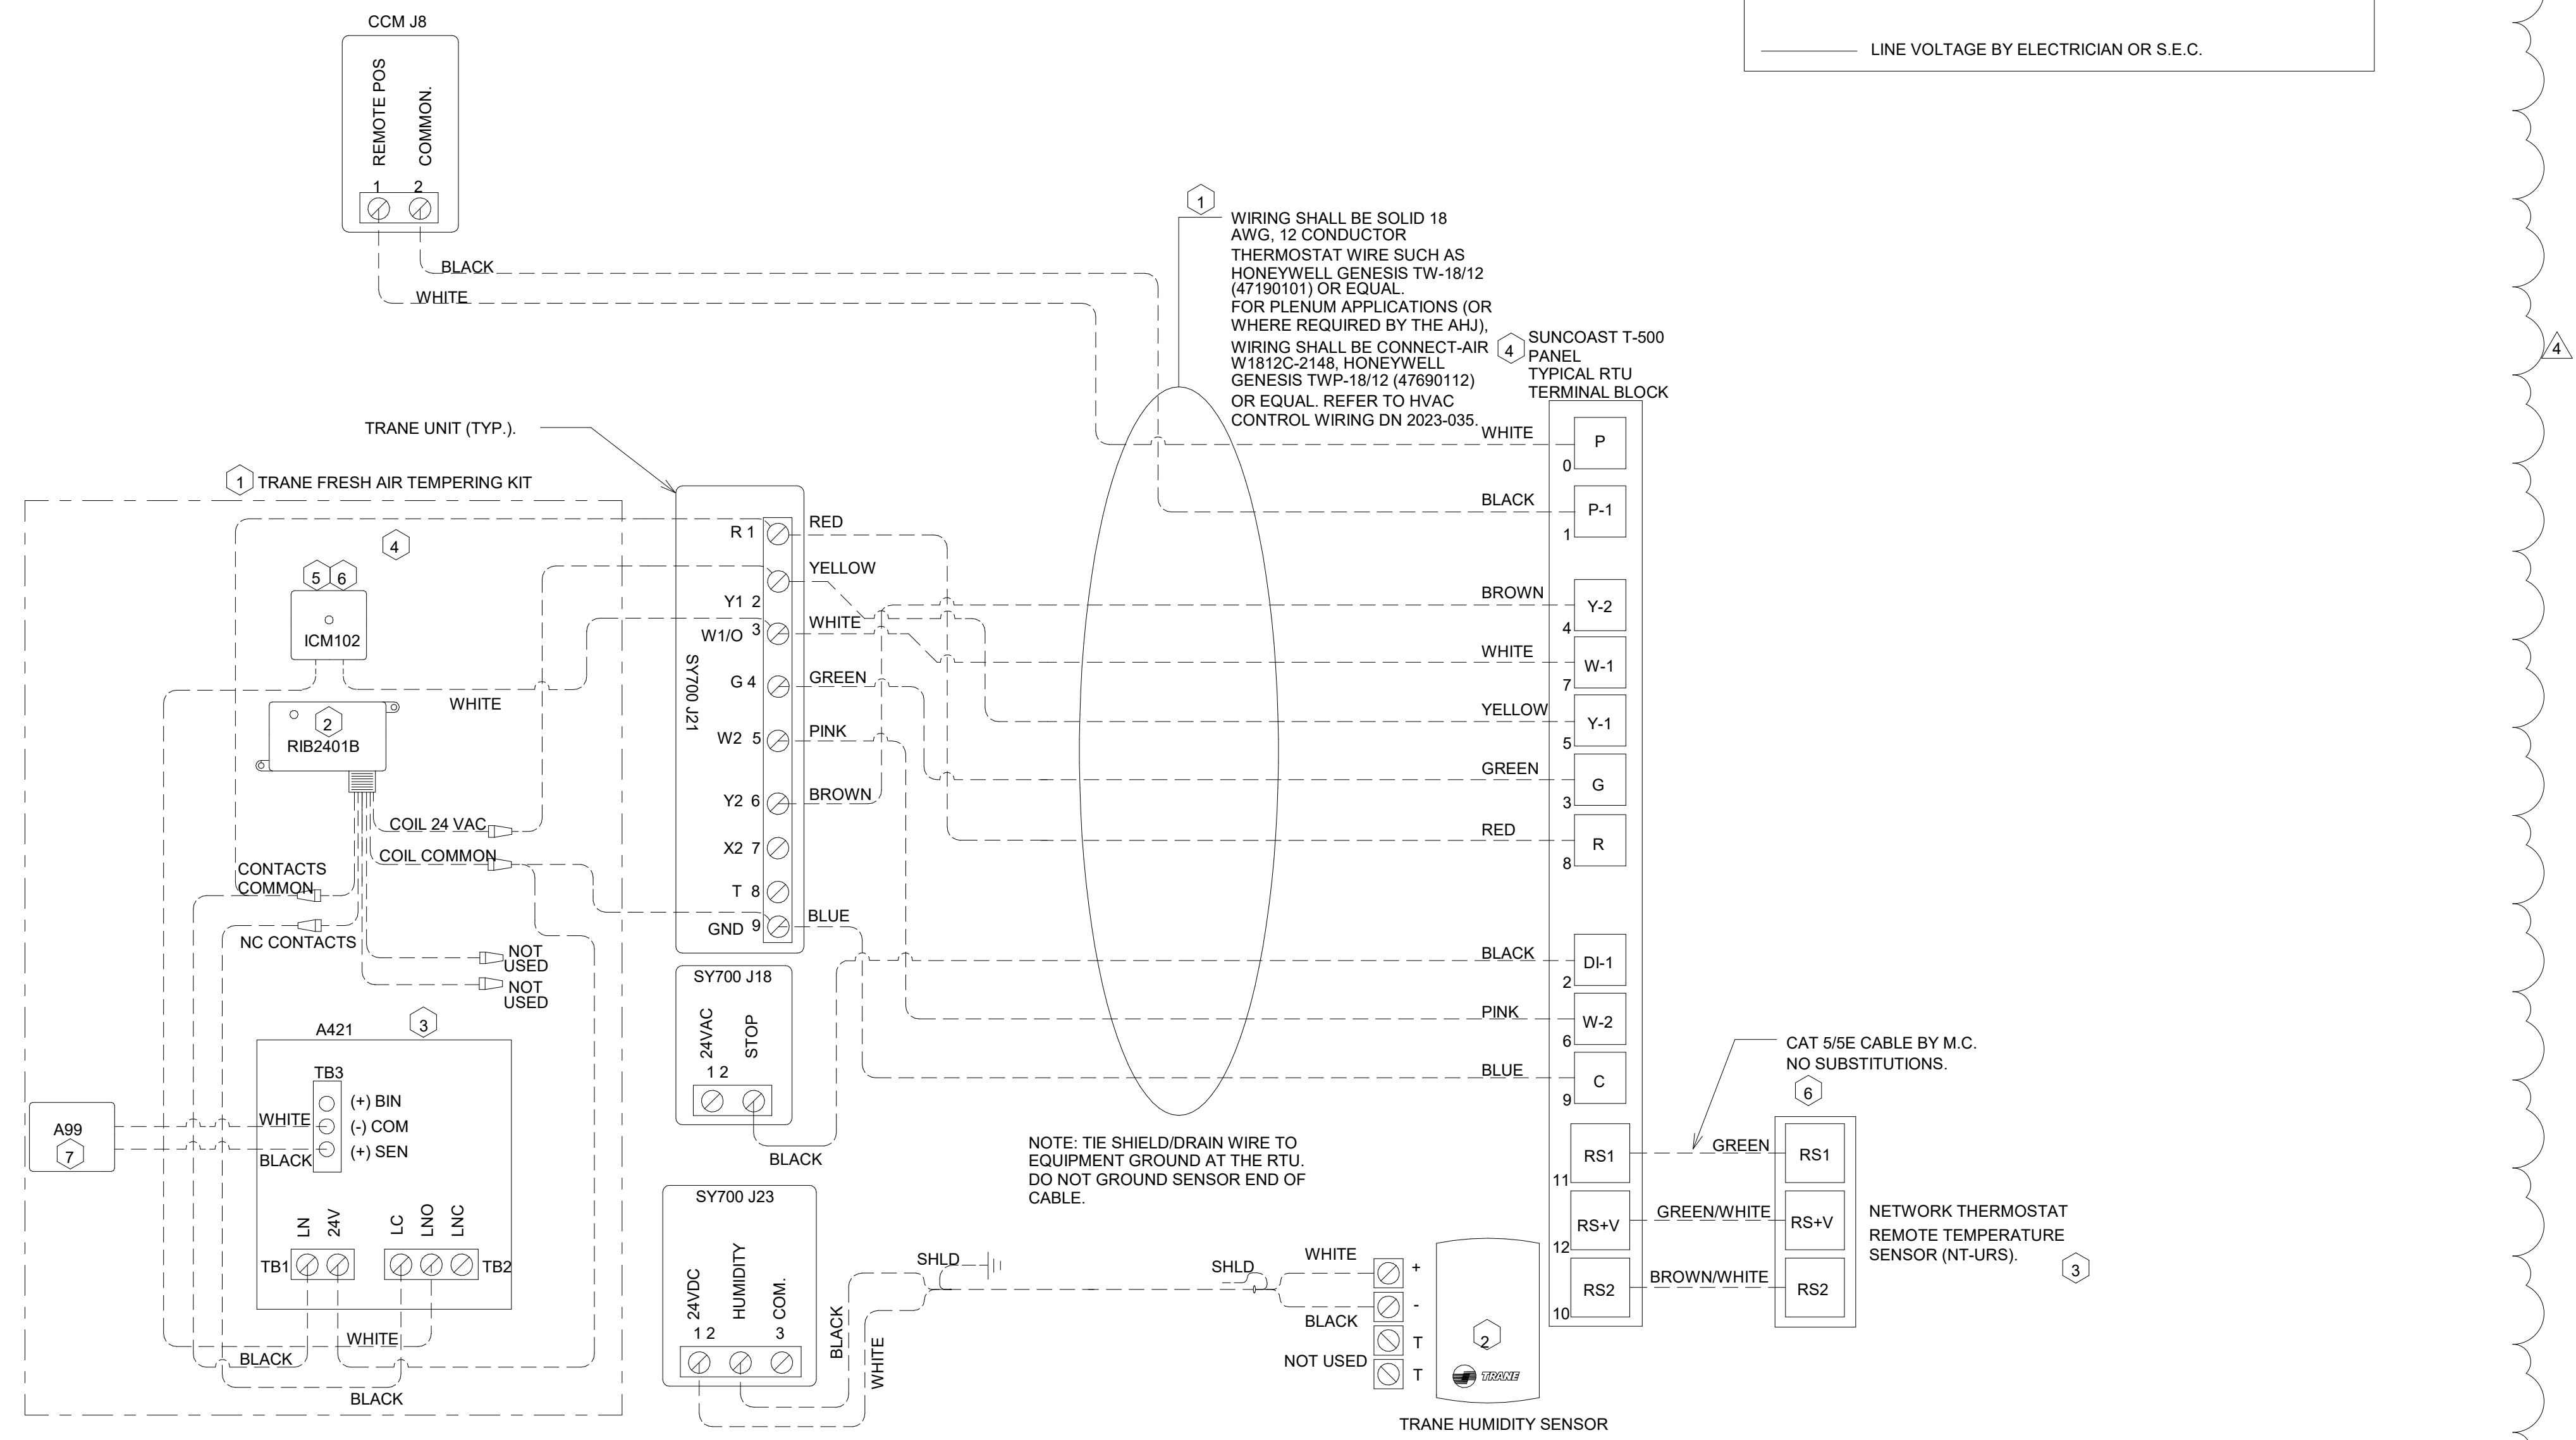 CCM J8
REMOTE POS
COMMON.
1 2
BLACK
WHITE
LINE VOLTAGE BY ELECTRICIAN OR S.E.C.
4
1
WIRING SHALL BE SOLID 18
AWG, 12 CONDUCTOR
THERMOSTAT WIRE SUCH AS
HONEYWELL GENESIS TW-18/12
(47190101) OR EQUAL.
FOR PLENUM APPLICATIONS (OR
WHERE REQUIRED BY THE AHJ),
WIRING SHALL BE CONNECT-AIR
W1812C-2148, HONEYWELL
GENESIS TWP-18/12 (47690112)
OR EQUAL. REFER TO HVAC
CONTROL WIRING DN 2023-035.
4
SUNCOAST T-500
PANEL
TYPICAL RTU
TERMINAL BLOCK
TRANE UNIT (TYP.).
1
TRANE FRESH AIR TEMPERING KIT
4
5 6
ICM102
WHITE
2
RIB2401B
COIL 24 VAC
COIL COMMON
CONTACTS
COMMON
NC CONTACTS
NOT
USED
NOT
USED
A421
3
TB3
(+) BIN
(-) COM
(+) SEN
WHITE
BLACK
A99
7
LN
24V
LC
LNO
LNC
TB1
TB2
WHITE
BLACK
BLACK
SY700 J21
R 1
RED
Y1 2
YELLOW
W1/O 3
WHITE
G 4
GREEN
W2 5
PINK
Y2 6
BROWN
X2 7
T 8
GND 9
BLUE
SY700 J18
24VAC
STOP
1 2
BLACK
SY700 J23
24VDC
HUMIDITY
COM.
1 2 3
BLACK
WHITE
SHLD
NOTE: TIE SHIELD/DRAIN WIRE TO
EQUIPMENT GROUND AT THE RTU.
DO NOT GROUND SENSOR END OF
CABLE.
SHLD
WHITE
BLACK
NOT USED
+
-
T
T
2
TRANE
TRANE HUMIDITY SENSOR
WHITE
P
0
BLACK
P-1
1
BROWN
Y-2
4
WHITE
W-1
7
YELLOW
Y-1
5
GREEN
G
3
RED
R
8
BLACK
DI-1
2
PINK
W-2
6
BLUE
C
9
RS1
11
RS+V
12
RS2
10
CAT 5/5E CABLE BY M.C.
NO SUBSTITUTIONS.
6
GREEN
RS1
GREEN/WHITE
RS+V
BROWN/WHITE
RS2
NETWORK THERMOSTAT
REMOTE TEMPERATURE
SENSOR (NT-URS).
3